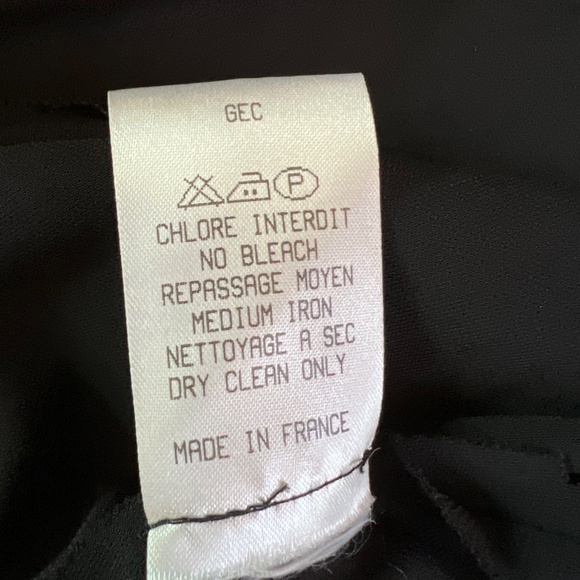 GEC
P
CHLORE INTERDIT
NO BLEACH
REPASSAGE MOYEN
MEDIUM IRON
NETTOYAGE A SEC
DRY CLEAN ONLY
MADE IN FRANCE